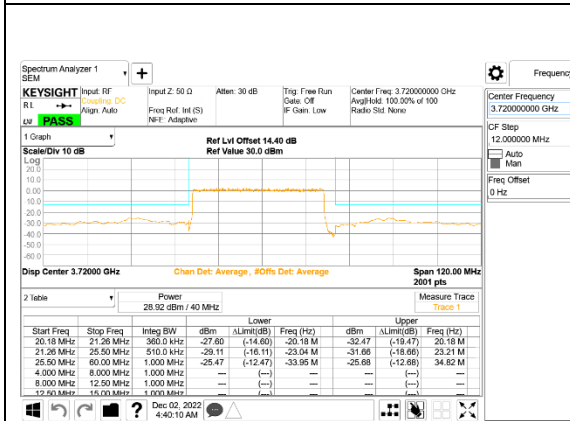 Spectrum Analyzer 1
SEM
Frequency
KEYSIGHT Input: RF Input Z: 50 Ω Atten: 30 dB Trig: Free Run Center Freq: 3.720000000 GHz
R L Coupling: DC Gate: Off Avg|Hold: 100.00% of 100
Align: Auto Freq Ref: Int (S) IF Gain: Low Radio Std: None
PASS NFE: Adaptive
Center Frequency
3.720000000 GHz
CF Step
12.000000 MHz
Auto
Man
Freq Offset
0 Hz
1 Graph
Ref Lvl Offset 14.40 dB
Scale/Div 10 dB Ref Value 30.0 dBm
Log
20.0
10.0
0.00
-10.0
-20.0
-30.0
-40.0
-50.0
-60.0
Disp Center 3.72000 GHz Chan Det: Average, #Offs Det: Average Span 120.00 MHz
2001 pts
2 Table Power Measure Trace
28.92 dBm / 40 MHz Trace 1
Lower Upper
Start Freq Stop Freq Integ BW dBm ΔLimit(dB) Freq (Hz) dBm ΔLimit(dB) Freq (Hz)
20.18 MHz 21.26 MHz 360.0 kHz -27.60 (-14.60) -20.18 M -32.47 (-19.47) 20.18 M
21.26 MHz 25.50 MHz 510.0 kHz -29.11 (-16.11) -23.04 M -31.66 (-18.66) 23.21 M
25.50 MHz 60.00 MHz 1.000 MHz -25.47 (-12.47) -33.95 M -25.68 (-12.68) 34.82 M
4.000 MHz 8.000 MHz 1.000 MHz --- (---) --- --- (---) ---
8.000 MHz 12.50 MHz 1.000 MHz --- (---) --- --- (---) ---
12.50 MHz 15.00 MHz 1.000 MHz --- (---) --- --- (---) ---
? Dec 02, 2022
4:40:10 AM